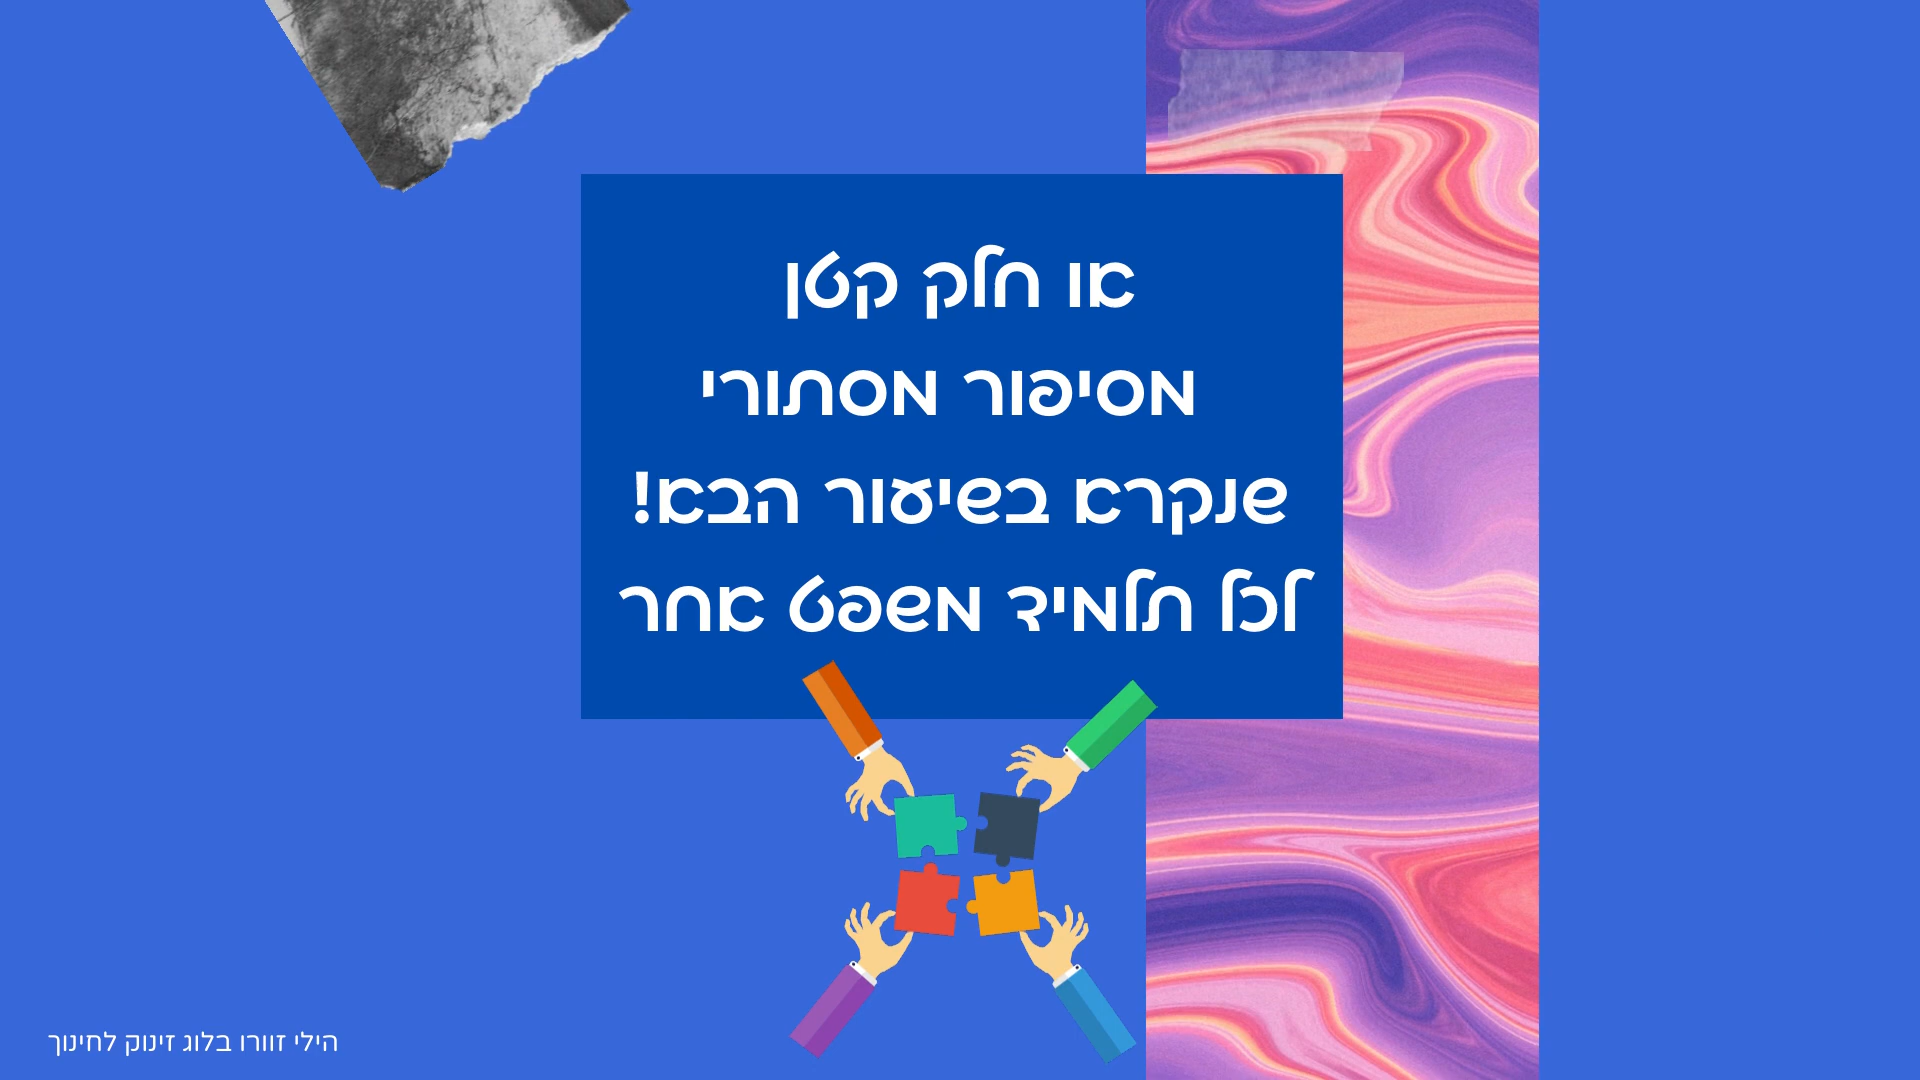 או חלק קטן
מסיפור מסתורי
שנקרא בשיעור הבא!
לכל תלמיד משפט אחר
הילי זוורו בלוג זינוק לחינוך